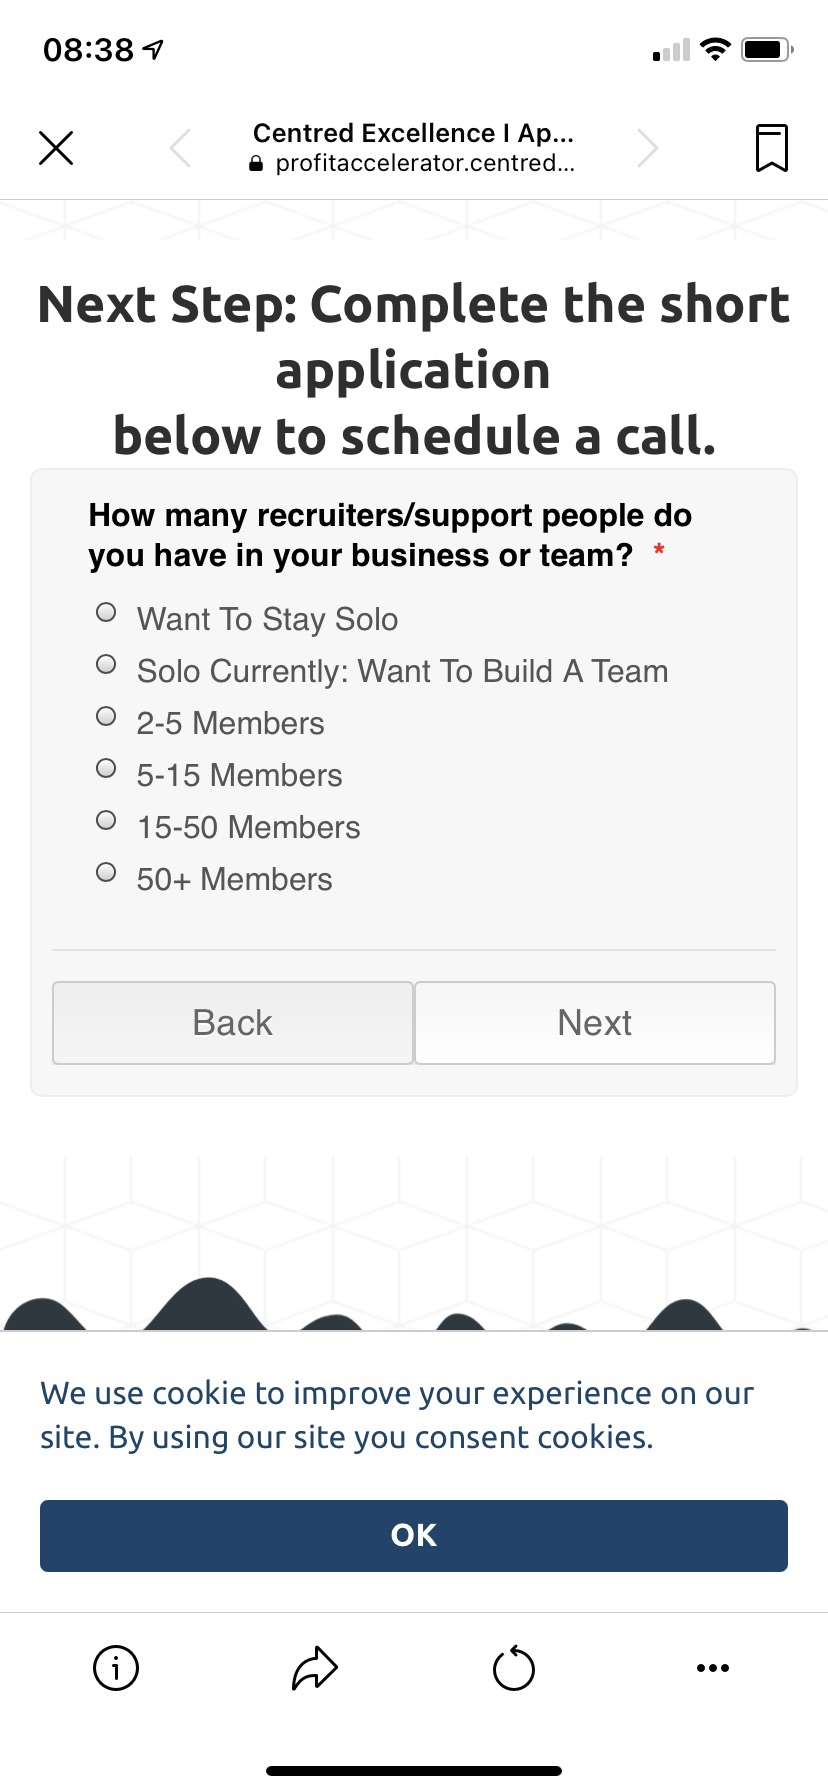 08:38
Centred Excellence I Ap...
profitaccelerator.centred...
Next Step: Complete the short
application
below to schedule a call.
How many recruiters/support people do
you have in your business or team? *
Want To Stay Solo
Solo Currently: Want To Build A Team
2-5 Members
5-15 Members
15-50 Members
50+ Members
Back Next
We use cookie to improve your experience on our
site. By using our site you consent cookies.
OK